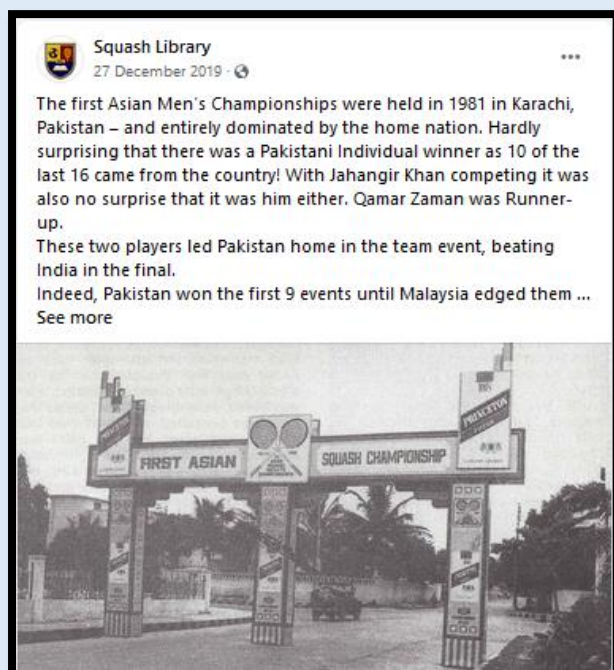 Squash Library
27 December 2019 ·
The first Asian Men's Championships were held in 1981 in Karachi,
Pakistan – and entirely dominated by the home nation. Hardly
surprising that there was a Pakistani Individual winner as 10 of the
last 16 came from the country! With Jahangir Khan competing it was
also no surprise that it was him either. Qamar Zaman was Runner-
up.
These two players led Pakistan home in the team event, beating
India in the final.
Indeed, Pakistan won the first 9 events until Malaysia edged them ...
See more
PRINCETON
PRINCETON
FIRST ASIAN
SQUASH CHAMPIONSHIP